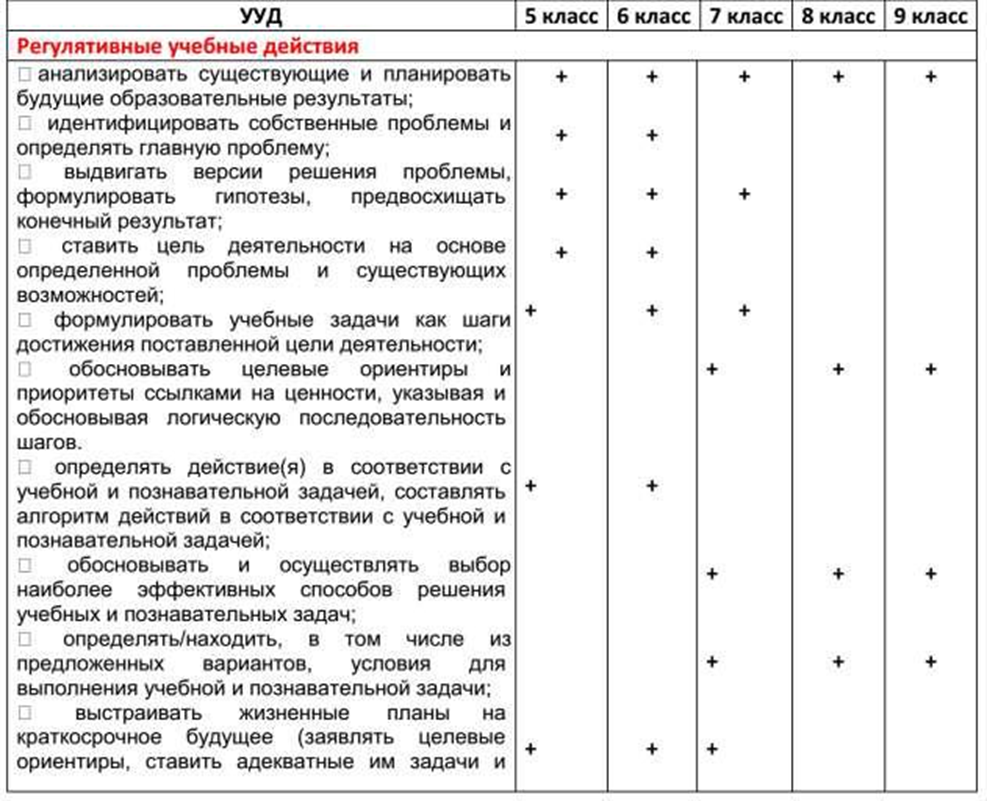 УУД 5 класс 6 класс 7 класс 8 класс 9 класс
Регулятивные учебные действия
□ анализировать существующие и планировать + + + + +
будущие образовательные результаты;
□ идентифицировать собственные проблемы и
определять главную проблему; + +
□ выдвигать версии решения проблемы,
формулировать гипотезы, предвосхищать + + +
конечный результат;
□ ставить цель деятельности на основе + +
определенной проблемы и существующих
возможностей;
□ формулировать учебные задачи как шаги + + +
достижения поставленной цели деятельности;
□ обосновывать целевые ориентиры и + + +
приоритеты ссылками на ценности, указывая и
обосновывая логическую последовательность
шагов.
□ определять действие(я) в соответствии с
учебной и познавательной задачей, составлять + +
алгоритм действий в соответствии с учебной и
познавательной задачей;
□ обосновывать и осуществлять выбор + + +
наиболее эффективных способов решения
учебных и познавательных задач;
□ определять/находить, в том числе из
предложенных вариантов, условия для + + +
выполнения учебной и познавательной задачи;
□ выстраивать жизненные планы на
краткосрочное будущее (заявлять целевые + + +
ориентиры, ставить адекватные им задачи и